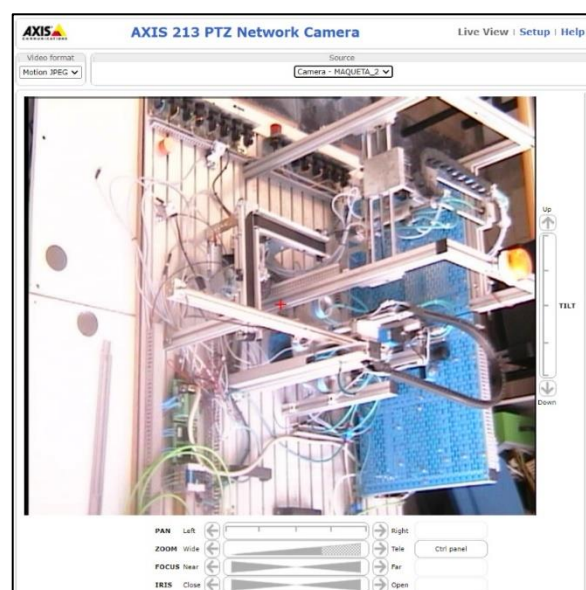 AXIS
COMMUNICATIONS
AXIS 213 PTZ Network Camera
Live View | Setup | Help
Video format
Motion JPEG
Source
Camera - MAQUETA_2
Up
TILT
Down
PAN Left Right
ZOOM Wide Tele Ctrl panel
FOCUS Near Far
IRIS Close Open